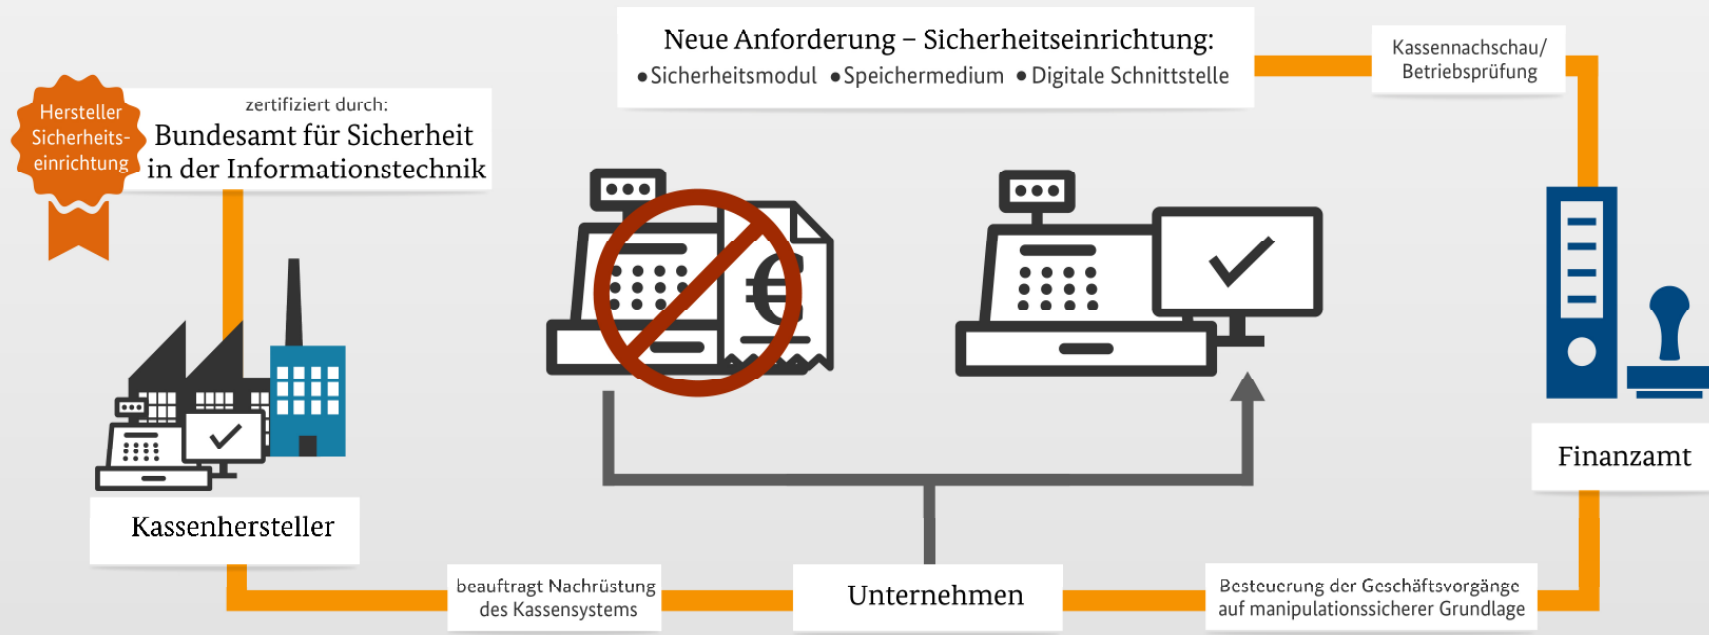 Neue Anforderung – Sicherheitseinrichtung:
• Sicherheitsmodul • Speichermedium • Digitale Schnittstelle
Kassennachschau/
Betriebsprüfung
Hersteller
Sicherheits-
einrichtung
zertifiziert durch:
Bundesamt für Sicherheit
in der Informationstechnik
€
Finanzamt
Kassenhersteller
beauftragt Nachrüstung
des Kassensystems
Unternehmen
Besteuerung der Geschäftsvorgänge
auf manipulationssicherer Grundlage